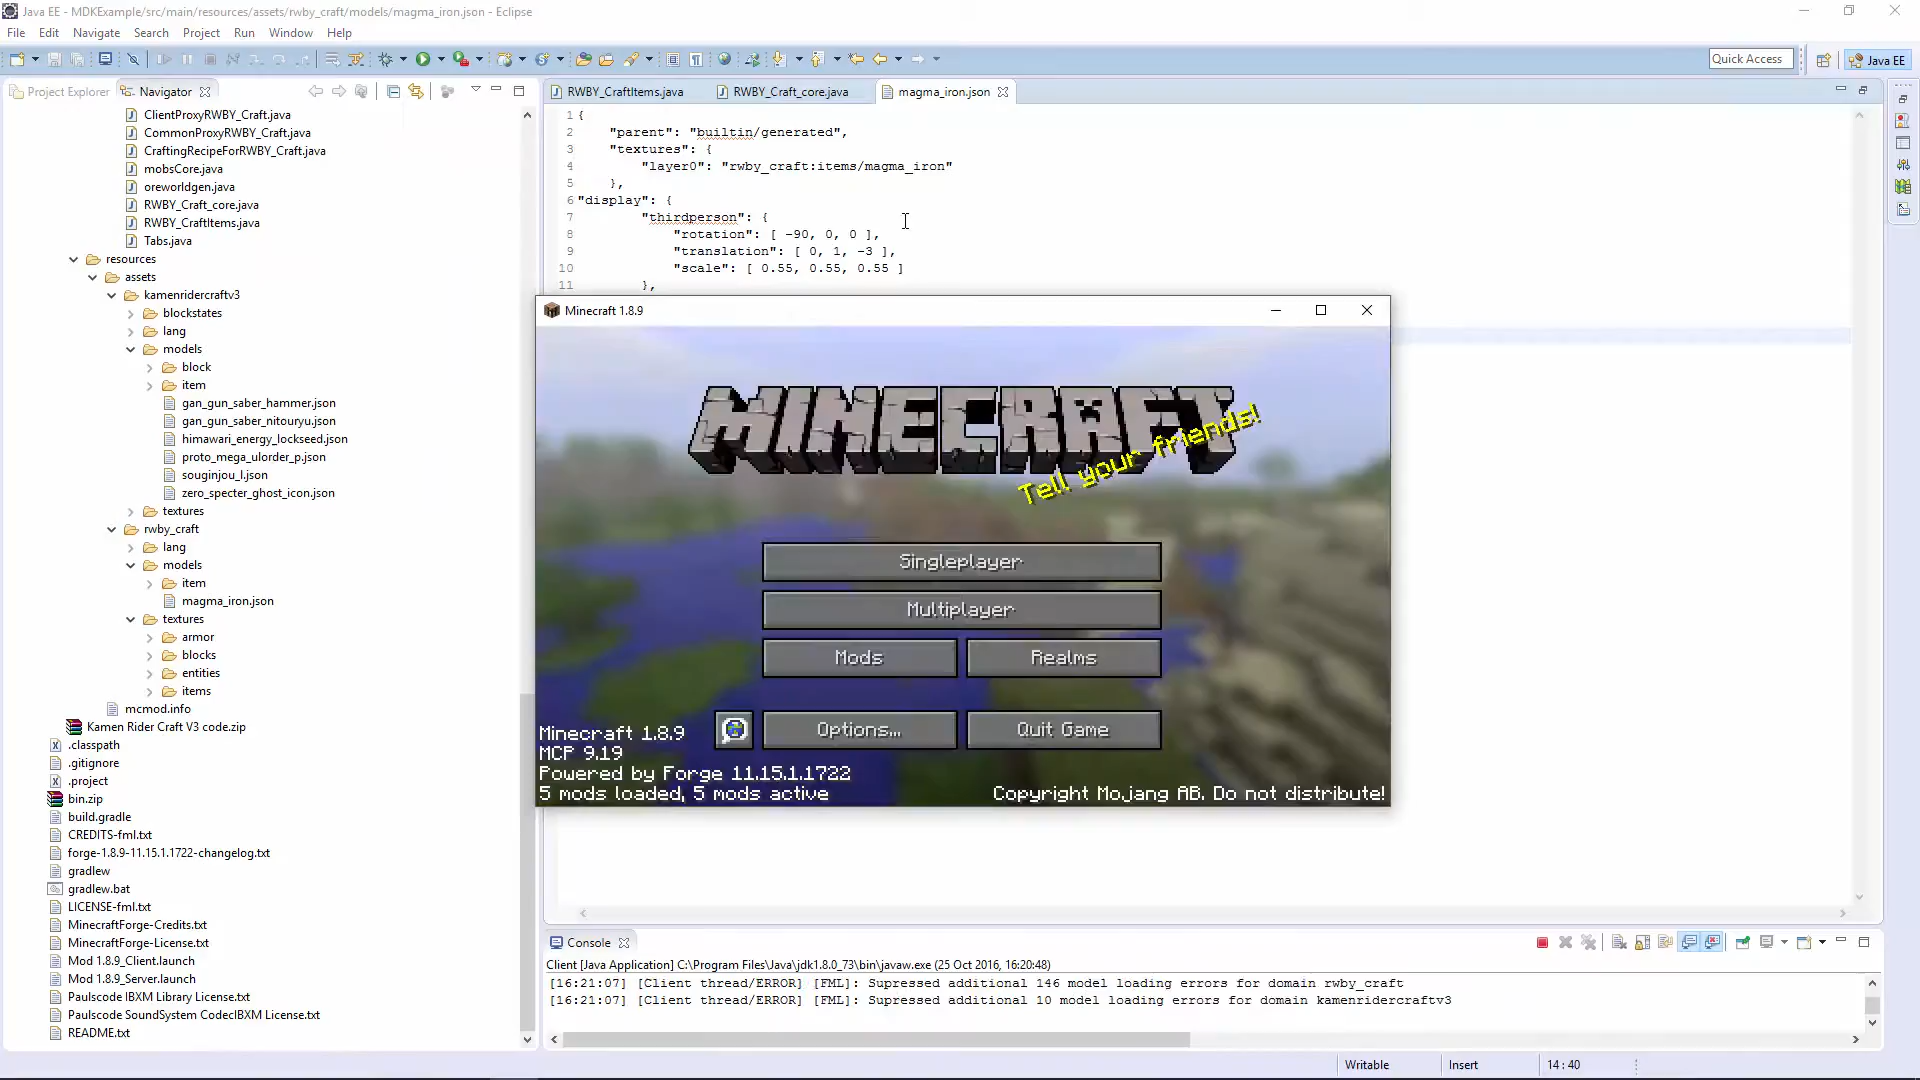 Java EE - MDKExample/src/main/resources/assets/rwby_craft/models/magma_iron.json - Eclipse
File Edit Navigate Search Project Run Window Help
Quick Access
Java EE
Project Explorer
Navigator
ClientProxyRWBY_Craft.java
CommonProxyRWBY_Craft.java
CraftingRecipeForRWBY_Craft.java
mobsCore.java
oreworldgen.java
RWBY_Craft_core.java
RWBY_CraftItems.java
Tabs.java
resources
assets
kamenridercraftv3
blockstates
lang
models
block
item
gan_gun_saber_hammer.json
gan_gun_saber_nitouryu.json
himawari_energy_lockseed.json
proto_mega_ulorder_p.json
souginjou_l.json
zero_specter_ghost_icon.json
textures
rwby_craft
lang
models
item
magma_iron.json
textures
armor
blocks
entities
items
mcmod.info
Kamen Rider Craft V3 code.zip
.classpath
.gitignore
.project
bin.zip
build.gradle
CREDITS-fml.txt
forge-1.8.9-11.15.1.1722-changelog.txt
gradlew
gradlew.bat
LICENSE-fml.txt
MinecraftForge-Credits.txt
MinecraftForge-License.txt
Mod 1.8.9_Client.launch
Mod 1.8.9_Server.launch
Paulscode IBXM Library License.txt
Paulscode SoundSystem CodecIBXM License.txt
README.txt
RWBY_CraftItems.java
RWBY_Craft_core.java
magma_iron.json
1 {
2 "parent": "builtin/generated",
3 "textures": {
4 "layer0": "rwby_craft:items/magma_iron"
5 },
6 "display": {
7 "thirdperson": {
8 "rotation": [ -90, 0, 0 ],
9 "translation": [ 0, 1, -3 ],
10 "scale": [ 0.55, 0.55, 0.55 ]
11 },
Minecraft 1.8.9
MINECRAFT
Tell your friends!
Singleplayer
Multiplayer
Mods
Realms
Options...
Quit Game
Minecraft 1.8.9
MCP 9.19
Powered by Forge 11.15.1.1722
5 mods loaded, 5 mods active
Copyright Mojang AB. Do not distribute!
Console
Client [Java Application] C:\Program Files\Java\jdk1.8.0_73\bin\javaw.exe (25 Oct 2016, 16:20:48)
[16:21:07] [Client thread/ERROR] [FML]: Supressed additional 146 model loading errors for domain rwby_craft
[16:21:07] [Client thread/ERROR] [FML]: Supressed additional 10 model loading errors for domain kamenridercraftv3
Writable
Insert
14 : 40